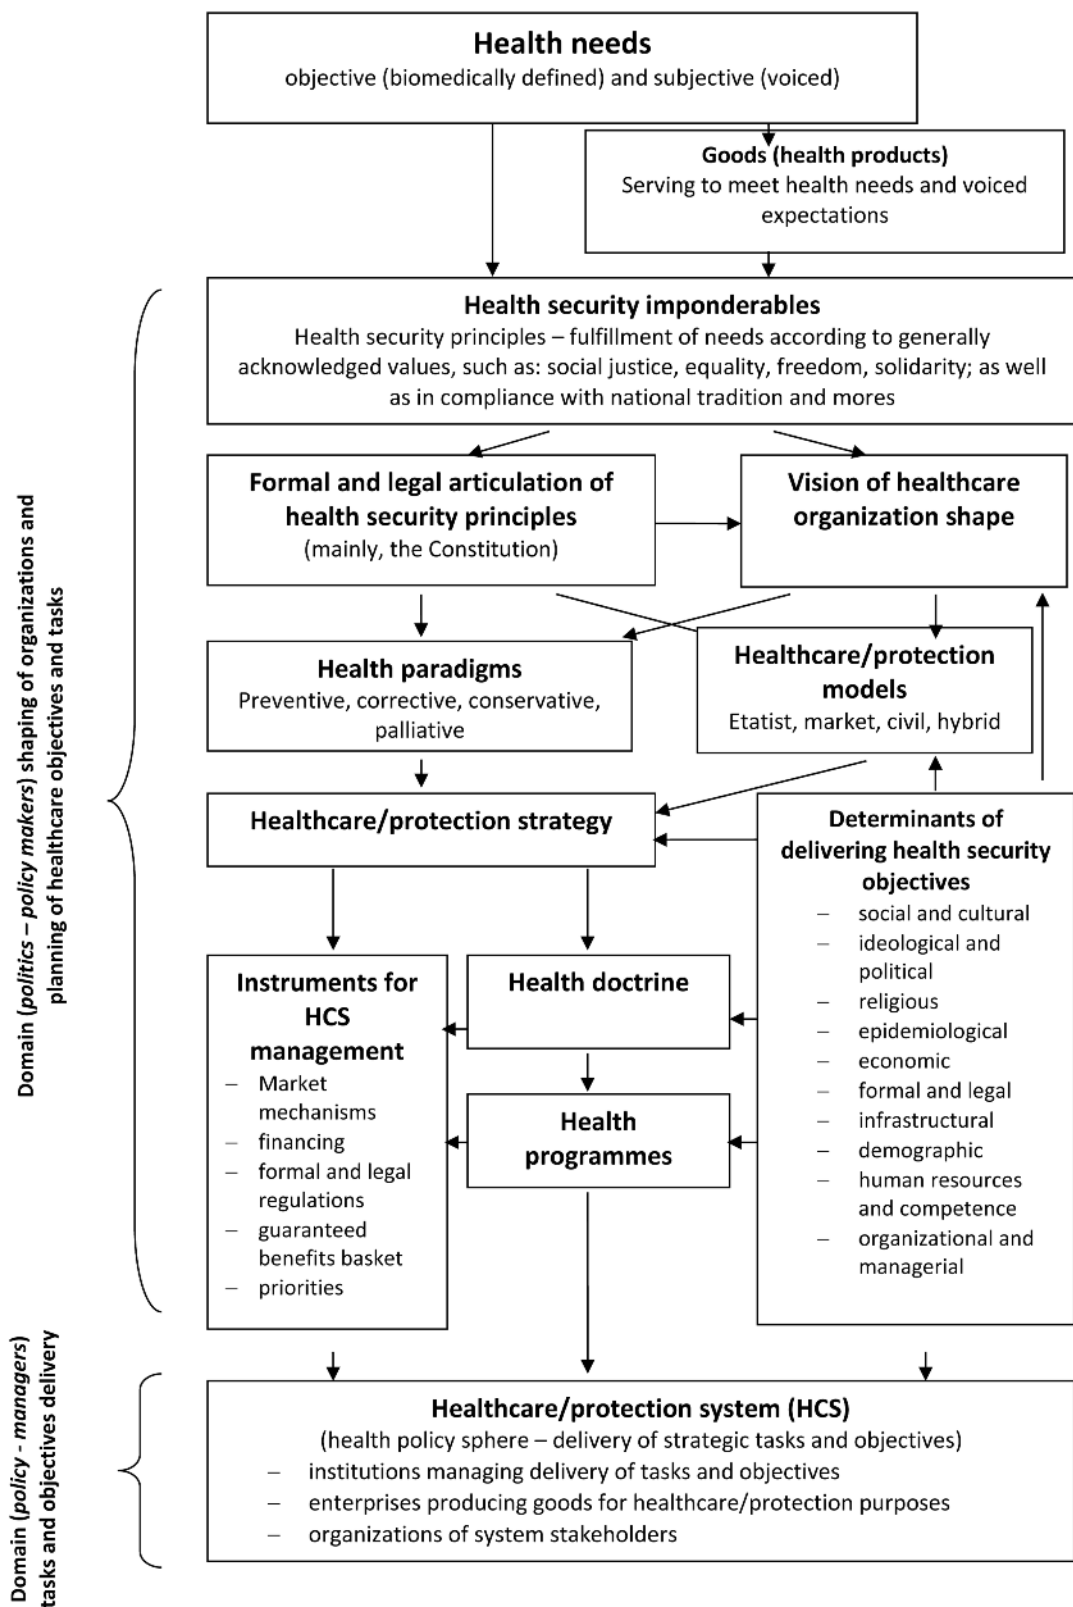 Health needs
objective (biomedically defined) and subjective (voiced)
Goods (health products)
Serving to meet health needs and voiced
expectations
Health security imponderables
Health security principles – fulfillment of needs according to generally
acknowledged values, such as: social justice, equality, freedom, solidarity; as well
as in compliance with national tradition and mores
Formal and legal articulation of
health security principles
(mainly, the Constitution)
Vision of healthcare
organization shape
Health paradigms
Preventive, corrective, conservative,
palliative
Healthcare/protection
models
Etatist, market, civil, hybrid
Healthcare/protection strategy
Determinants of
delivering health security
objectives
– social and cultural
– ideological and
political
– religious
– epidemiological
– economic
– formal and legal
– infrastructural
– demographic
– human resources
and competence
– organizational and
managerial
Instruments for
HCS
management
– Market
mechanisms
– financing
– formal and legal
regulations
– guaranteed
benefits basket
– priorities
Health doctrine
Health
programmes
Healthcare/protection system (HCS)
(health policy sphere – delivery of strategic tasks and objectives)
– institutions managing delivery of tasks and objectives
– enterprises producing goods for healthcare/protection purposes
– organizations of system stakeholders
Domain (politics – policy makers) shaping of organizations and
planning of healthcare objectives and tasks
Domain (policy - managers)
tasks and objectives delivery